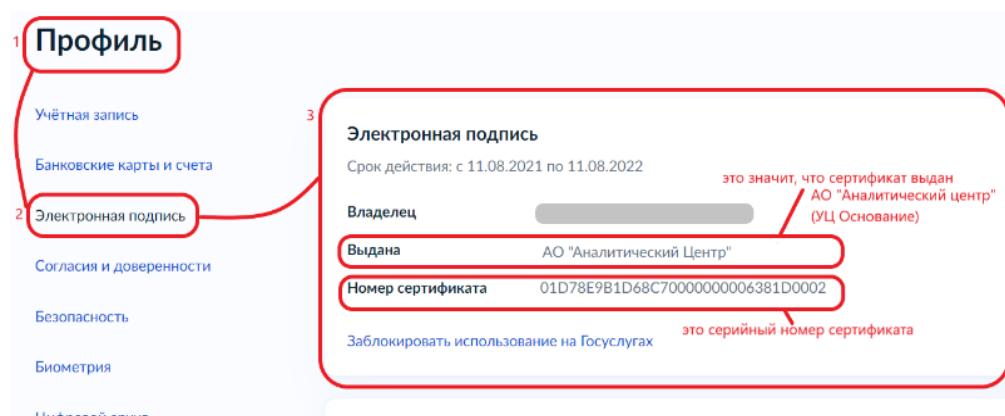 1 Профиль
Учётная запись
Банковские карты и счета
2 Электронная подпись
Согласия и доверенности
Безопасность
Биометрия
3
Электронная подпись
Срок действия: с 11.08.2021 по 11.08.2022
это значит, что сертификат выдан
АО "Аналитический центр"
(УЦ Основание)
Владелец
Выдана АО "Аналитический Центр"
Номер сертификата 01D78E9B1D68C70000000006381D0002
это серийный номер сертификата
Заблокировать использование на Госуслугах